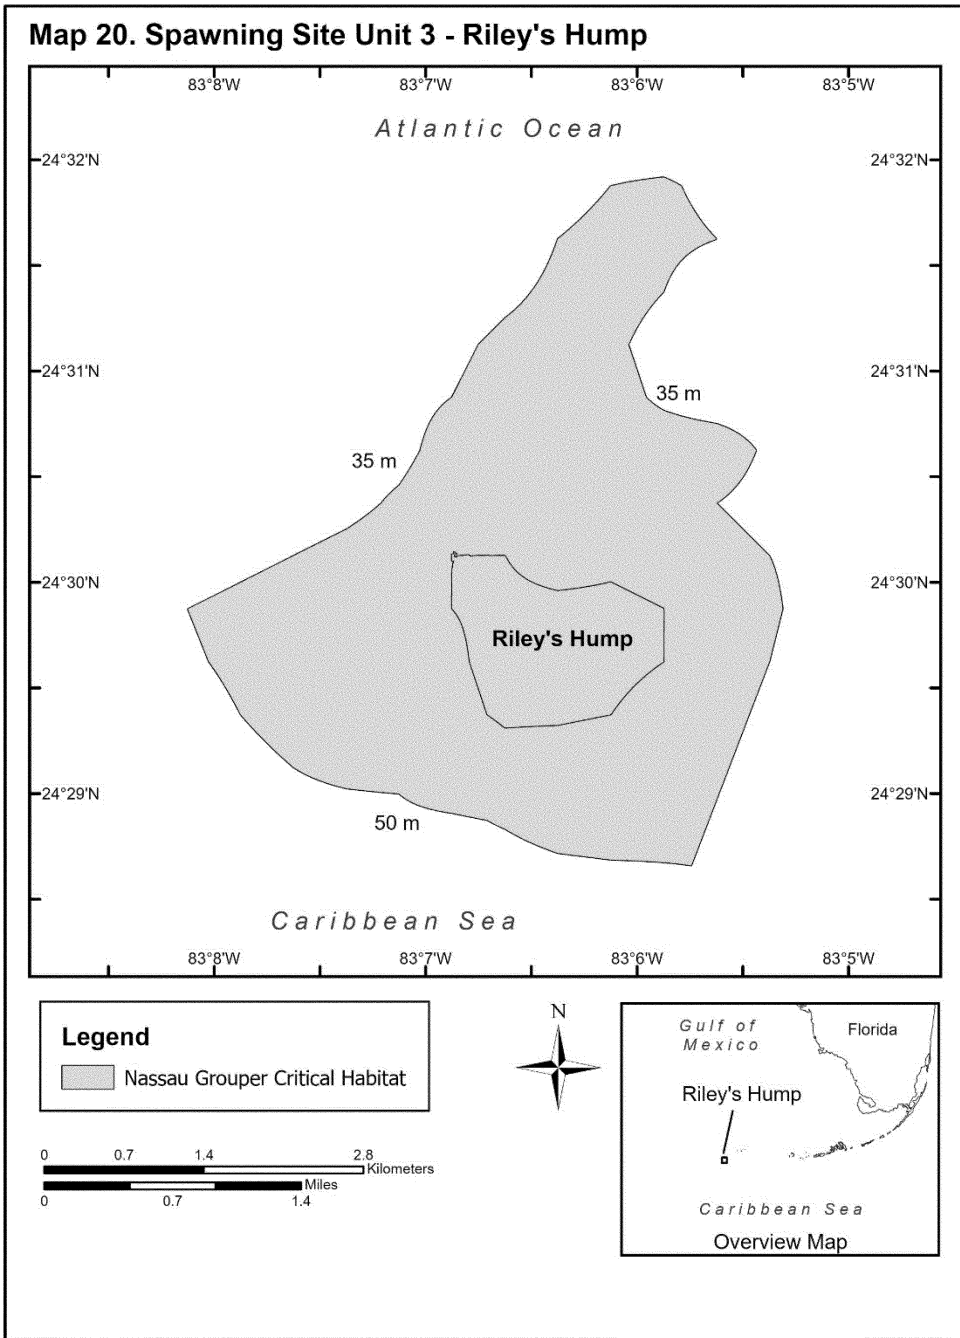 Map 20. Spawning Site Unit 3 - Riley's Hump
83°8'W 83°7'W 83°6'W 83°5'W
Atlantic Ocean
24°32'N 24°32'N
24°31'N 24°31'N
35 m
35 m
24°30'N 24°30'N
Riley's Hump
24°29'N 24°29'N
50 m
Caribbean Sea
83°8'W 83°7'W 83°6'W 83°5'W
Legend
Nassau Grouper Critical Habitat
N
0 0.7 1.4 2.8
Kilometers
Miles
0 0.7 1.4
Gulf of
Mexico
Florida
Riley's Hump
Caribbean Sea
Overview Map